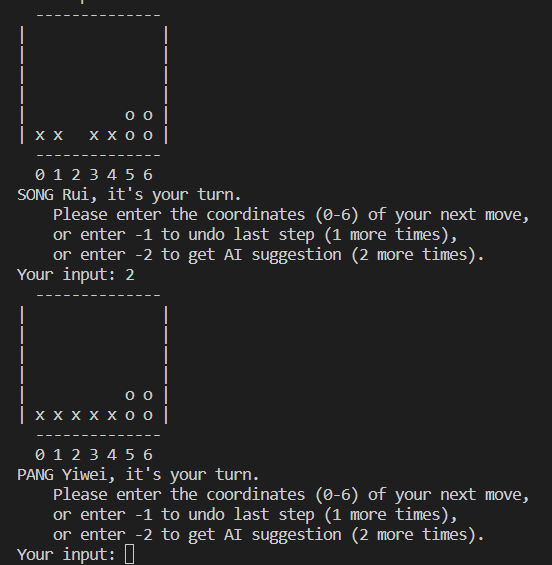 --------------
|              |
|              |
|              |
|              |
|          o o |
| x x   x x o o |
--------------
0 1 2 3 4 5 6
SONG Rui, it's your turn.
Please enter the coordinates (0-6) of your next move,
or enter -1 to undo last step (1 more times),
or enter -2 to get AI suggestion (2 more times).
Your input: 2
--------------
|              |
|              |
|              |
|              |
|          o o |
| x x x x x o o |
--------------
0 1 2 3 4 5 6
PANG Yiwei, it's your turn.
Please enter the coordinates (0-6) of your next move,
or enter -1 to undo last step (1 more times),
or enter -2 to get AI suggestion (2 more times).
Your input: